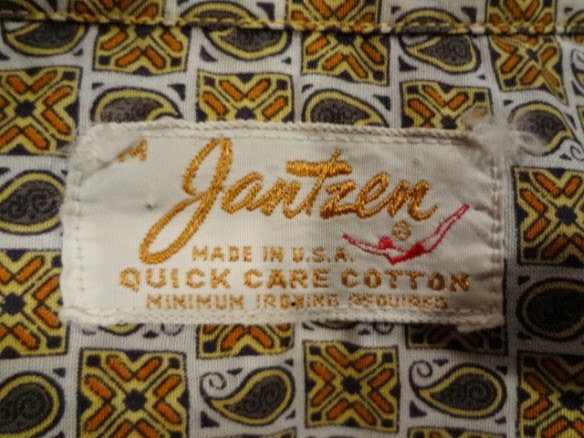 M
Jantzen®
MADE IN U.S.A.
QUICK CARE COTTON
MINIMUM IRONING REQUIRED